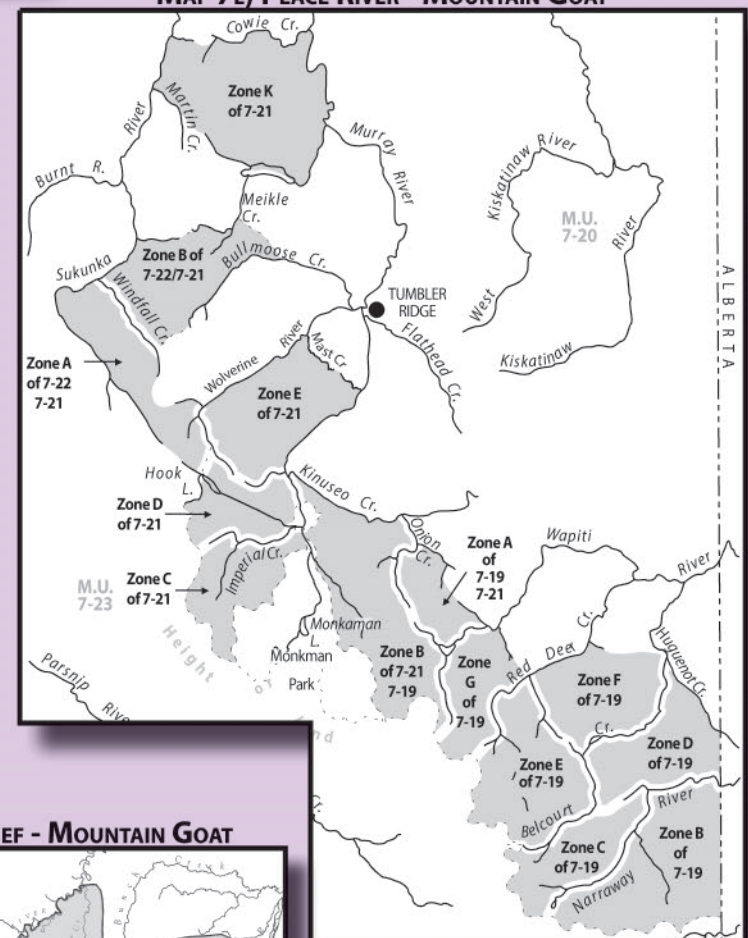 MAP 7E, PEACE RIVER - MOUNTAIN GOAT
Cowie Cr.
Zone K
of 7-21
Martin Cr.
River
Murray River
Burnt R.
Meikle
Cr.
Kiskatinaw River
M.U.
7-20
River
Zone B of
7-22/7-21
Bullmoose Cr.
Sukunka
Windfall Cr.
TUMBLER
RIDGE
West
ALBERTA
Zone A
of 7-22
7-21
Wolverine River
Mast Cr
Flathead Cr.
Kiskatinaw
Zone E
of 7-21
Hook
L.
Kinuseo Cr.
Zone D
of 7-21
Onion
Cr.
Zone A
of
7-19
7-21
Wapiti
River
Imperial Cr.
M.U.
7-23
Zone C
of 7-21
Monkaman
L.
Monkman
Park
Height
Zone B
of 7-21
7-19
Zone
G
of
7-19
Red Deer Cr.
Huguenot Cr.
Zone F
of 7-19
Parsnip River
nd
Cr.
Zone D
of 7-19
Zone E
of 7-19
River
Belcourt
Zone C
of 7-19
Zone B
of
7-19
Narraway
EF - MOUNTAIN GOAT
Creek